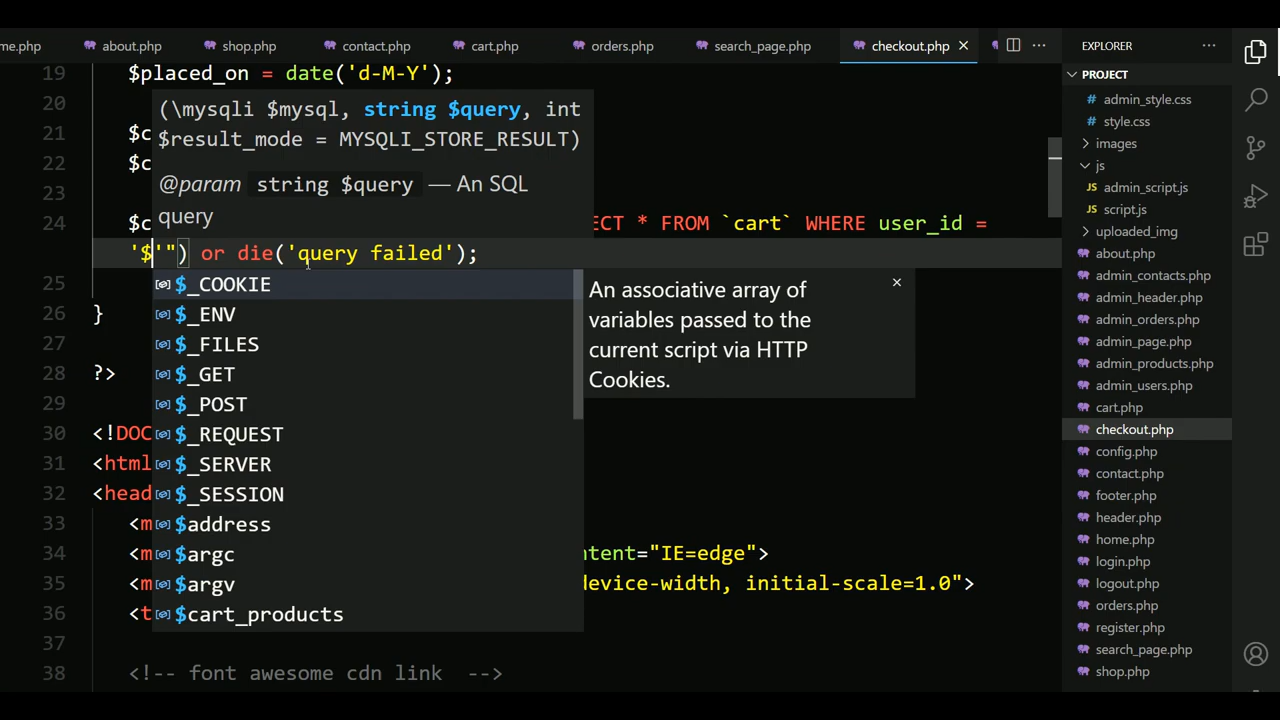 me.php about.php shop.php contact.php cart.php orders.php search_page.php checkout.php
EXPLORER
19 $placed_on = date('d-M-Y');
20
(\mysqli $mysql, string $query, int
$result_mode = MYSQLI_STORE_RESULT)
@param string $query — An SQL
query
21 $c
22 $c
23
24 $c ECT * FROM `cart` WHERE user_id =
'$'") or die('query failed');
25
26 }
27
28 ?>
29
30 <!DOC
31 <html
32 <head
33 <m
34 <m ntent="IE=edge">
35 <m device-width, initial-scale=1.0">
36 <t
37
38 <!-- font awesome cdn link -->
$_COOKIE
$_ENV
$_FILES
$_GET
$_POST
$_REQUEST
$_SERVER
$_SESSION
$address
$argc
$argv
$cart_products
An associative array of
variables passed to the
current script via HTTP
Cookies.
PROJECT
# admin_style.css
# style.css
images
js
JS admin_script.js
JS script.js
uploaded_img
about.php
admin_contacts.php
admin_header.php
admin_orders.php
admin_page.php
admin_products.php
admin_users.php
cart.php
checkout.php
config.php
contact.php
footer.php
header.php
home.php
login.php
logout.php
orders.php
register.php
search_page.php
shop.php